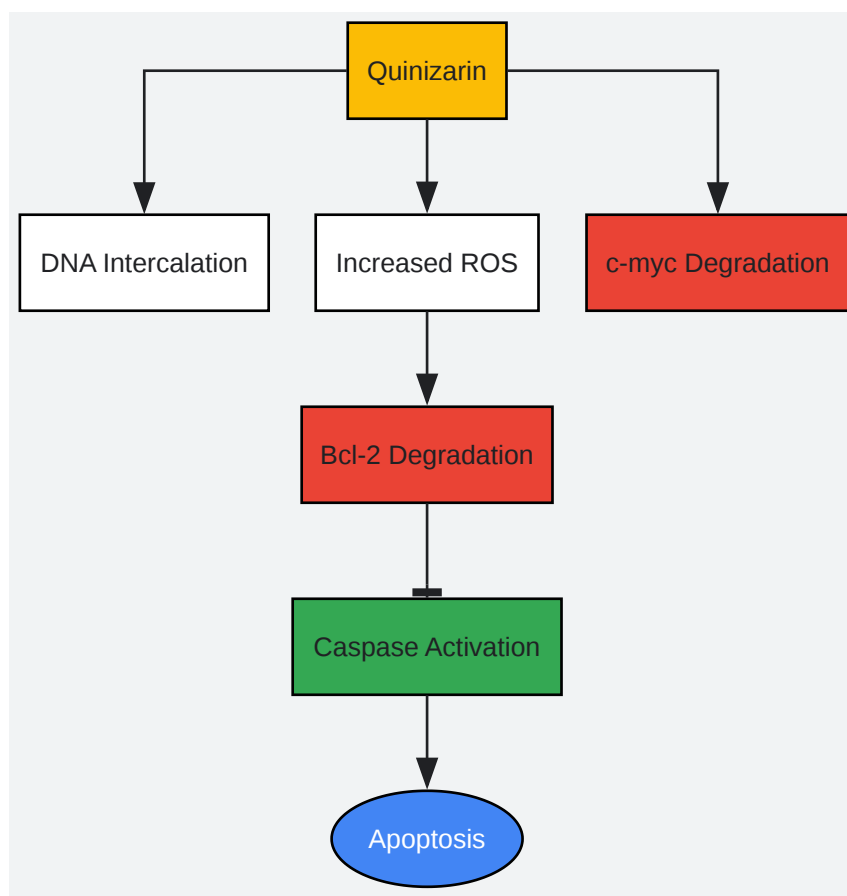 Quinizarin
DNA Intercalation
Increased ROS
c-myc Degradation
Bcl-2 Degradation
Caspase Activation
Apoptosis